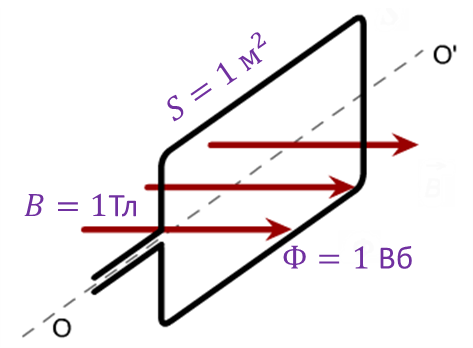 S = 1 м²
O'
B = 1Тл
Ф = 1 Вб
O